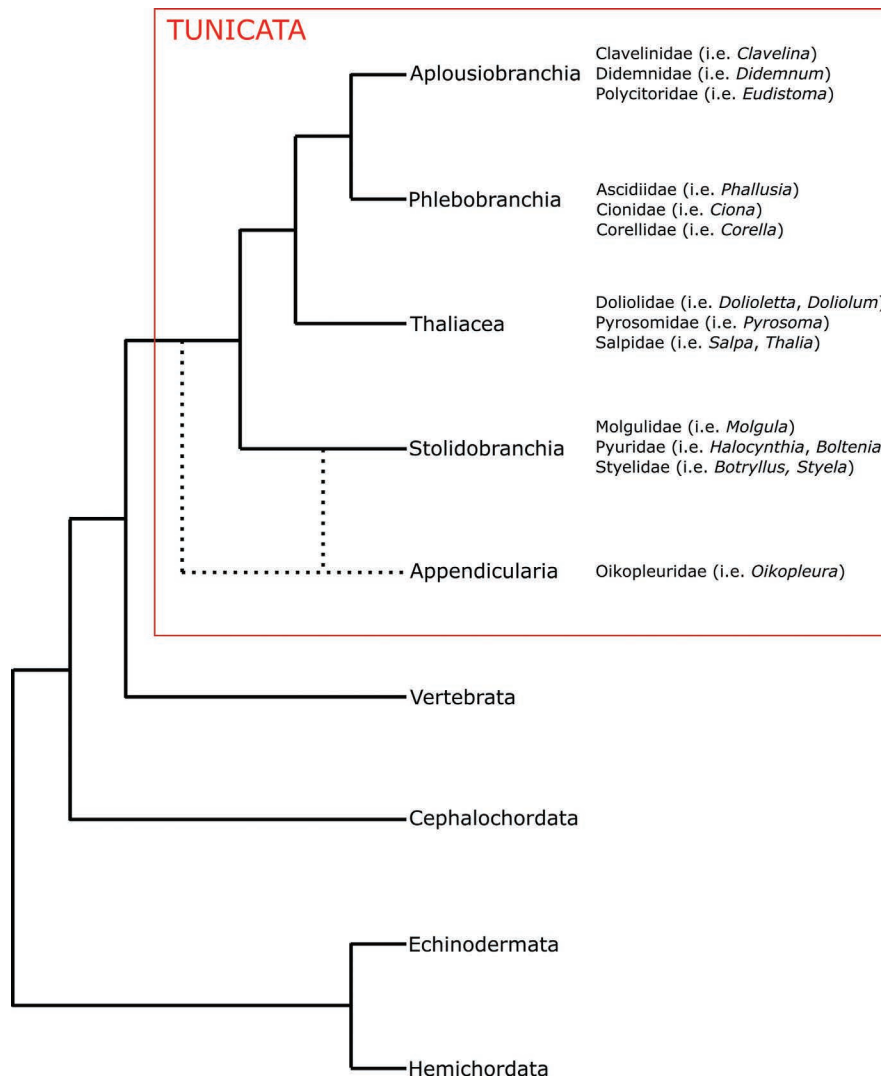 TUNICATA
Aplousiobranchia
Clavelinidae (i.e. Clavelina)
Didemnidae (i.e. Didemnum)
Polycitoridae (i.e. Eudistoma)
Phlebobranchia
Ascidiidae (i.e. Phallusia)
Cionidae (i.e. Ciona)
Corellidae (i.e. Corella)
Thaliacea
Doliolidae (i.e. Dolioletta, Doliolum)
Pyrosomidae (i.e. Pyrosoma)
Salpidae (i.e. Salpa, Thalia)
Stolidobranchia
Molgulidae (i.e. Molgula)
Pyuridae (i.e. Halocynthia, Boltenia
Styelidae (i.e. Botryllus, Styela)
Appendicularia
Oikopleuridae (i.e. Oikopleura)
Vertebrata
Cephalochordata
Echinodermata
Hemichordata